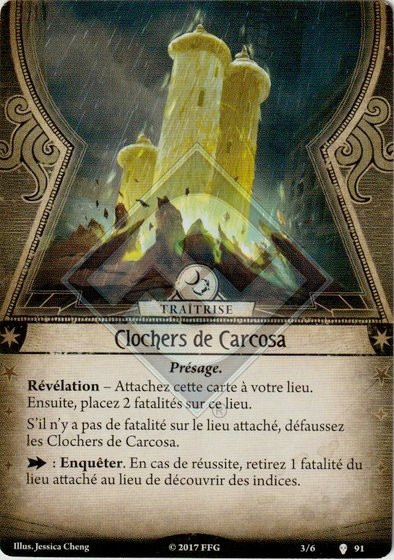 TRAÎTRISE
Clochers de Carcosa
Présage.
Révélation – Attachez cette carte à votre lieu.
Ensuite, placez 2 fatalités sur ce lieu.
S'il n'y a pas de fatalité sur le lieu attaché, défaussez
les Clochers de Carcosa.
: Enquêter. En cas de réussite, retirez 1 fatalité du
lieu attaché au lieu de découvrir des indices.
®
Illus. Jessica Cheng © 2017 FFG 3/6 91